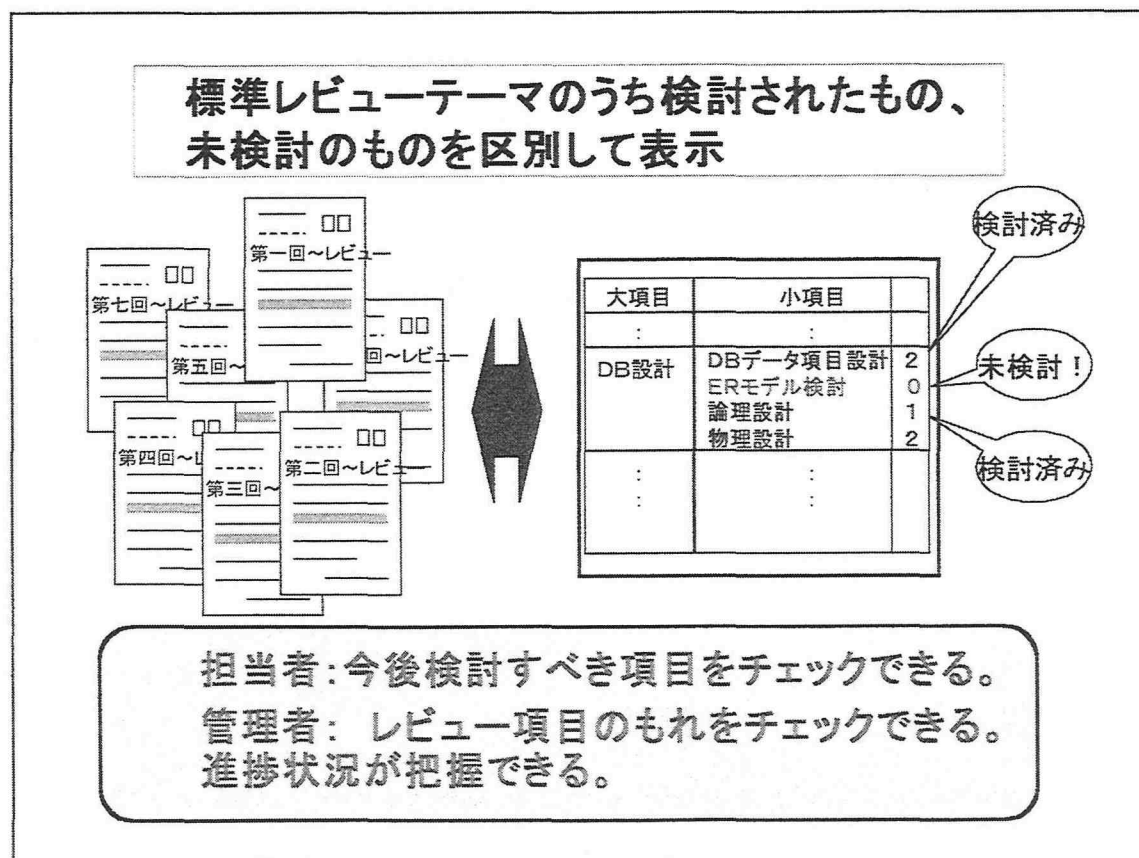 標準レビューテーマのうち検討されたもの、
未検討のものを区別して表示
第一回~レビュー
第七回~レビュー
第五回~
回~レビュー
第四回~レ
第三回~
第二回~レビュー
大項目 小項目
: :
DB設計 DBデータ項目設計 2
ERモデル検討 0
論理設計 1
物理設計 2
: :
: :
検討済み
未検討!
検討済み
担当者:今後検討すべき項目をチェックできる。
管理者: レビュー項目のもれをチェックできる。
進捗状況が把握できる。